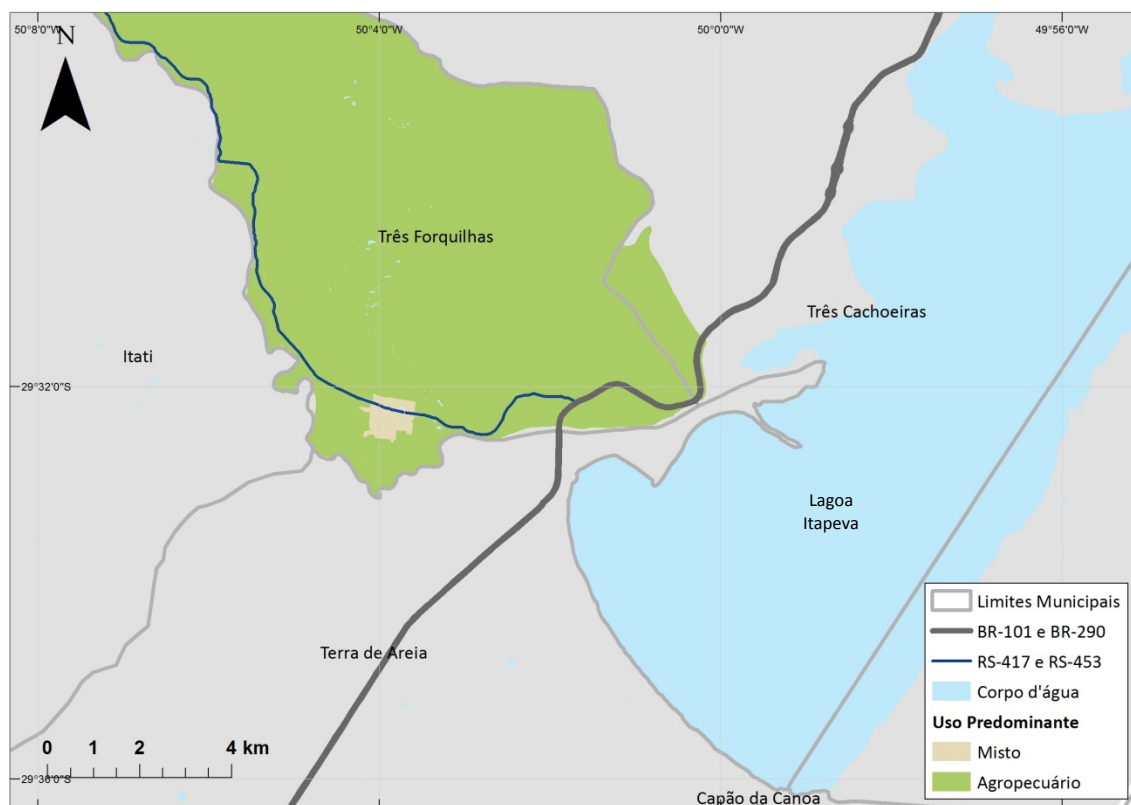 50°8'0"W
50°4'0"W
50°0'0"W
49°56'0"W
N
Três Forquilhas
Três Cachoeiras
Itati
29°32'0"S
Lagoa
Itapeva
Terra de Areia
Limites Municipais
BR-101 e BR-290
RS-417 e RS-453
Corpo d'água
Uso Predominante
Misto
Agropecuário
0 1 2 4 km
29°36'0"S
Capão da Canoa